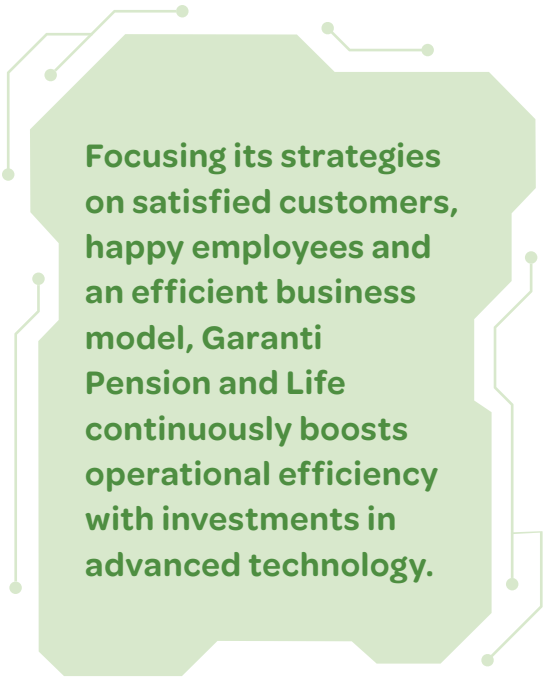 Focusing its strategies
on satisfied customers,
happy employees and
an efficient business
model, Garanti
Pension and Life
continuously boosts
operational efficiency
with investments in
advanced technology.